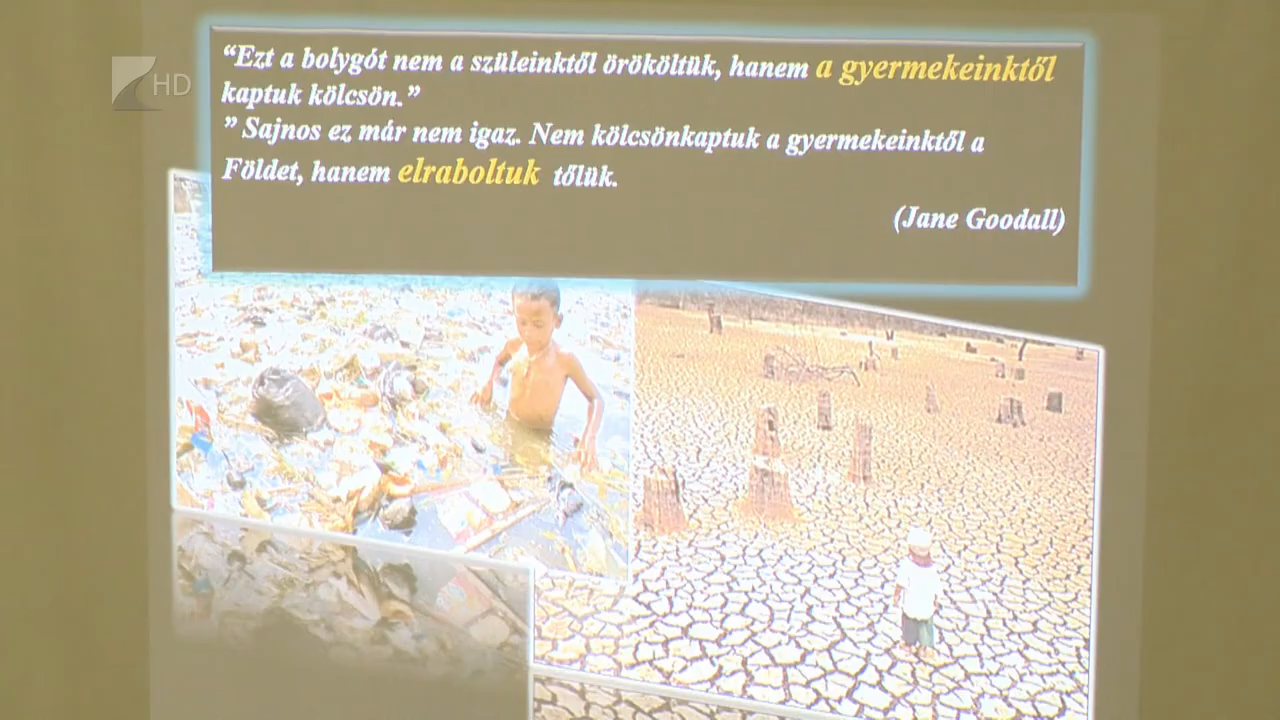 HD
“Ezt a bolygót nem a szüleinktől örököltük, hanem a gyermekeinktől
kaptuk kölcsön.”
” Sajnos ez már nem igaz. Nem kölcsönkaptuk a gyermekeinktől a
Földet, hanem elraboltuk tőlük.
(Jane Goodall)